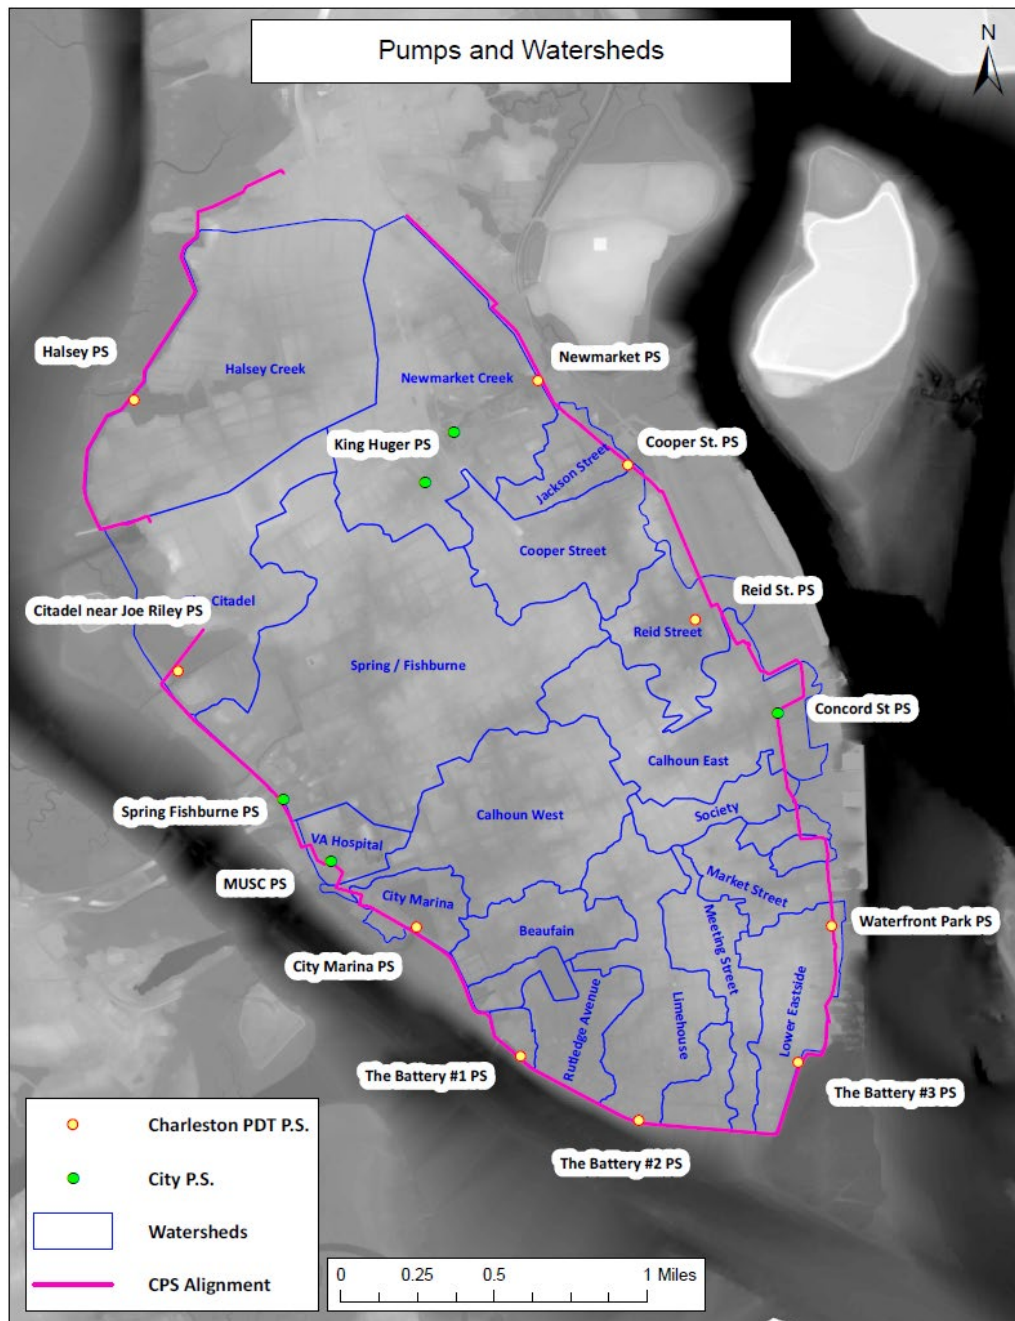 Pumps and Watersheds
N
Halsey PS
Halsey Creek
Newmarket Creek
Newmarket PS
King Huger PS
Cooper St. PS
Jackson Street
Cooper Street
Citadel
Citadel near Joe Riley PS
Reid St. PS
Reid Street
Spring / Fishburne
Concord St PS
Calhoun East
Spring Fishburne PS
Calhoun West
Society
VA Hospital
MUSC PS
City Marina
Market Street
Meeting Street
Waterfront Park PS
Beaufain
City Marina PS
Rutledge Avenue
Limehouse
Lower Eastside
The Battery #1 PS
The Battery #3 PS
The Battery #2 PS
Charleston PDT P.S.
City P.S.
Watersheds
CPS Alignment
0 0.25 0.5 1 Miles